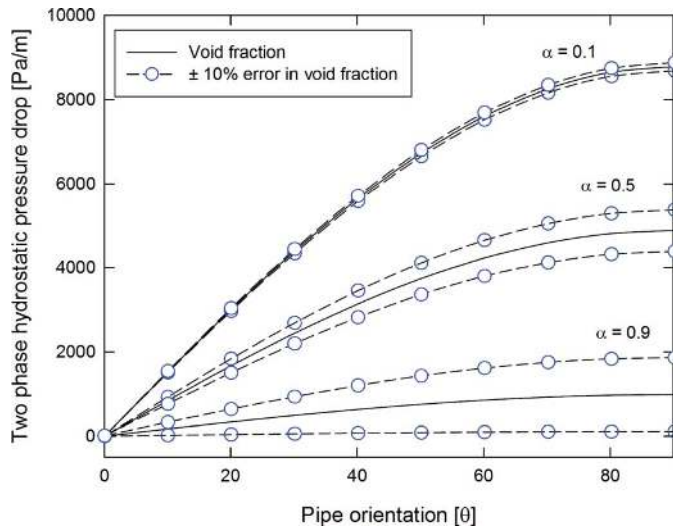 10000
8000
6000
4000
2000
0
Two phase hydrostatic pressure drop [Pa/m]
Void fraction
± 10% error in void fraction
α = 0.1
α = 0.5
α = 0.9
0 20 40 60 80
Pipe orientation [θ]